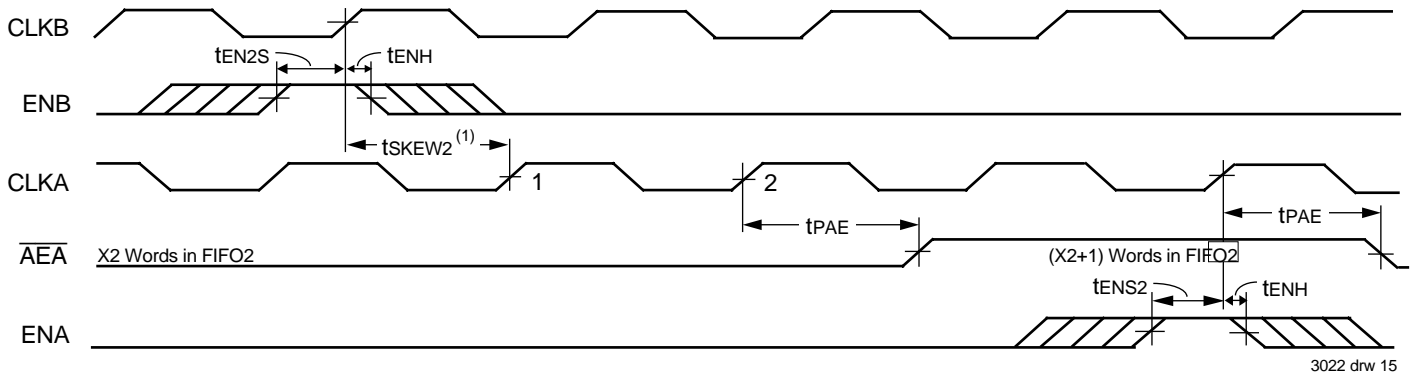 CLKB
tEN2S
tENH
ENB
tSKEW2 (1)
CLKA
1
2
tPAE
tPAE
AEA
X2 Words in FIFO2
(X2+1) Words in FIFO2
tENS2
tENH
ENA
3022 drw 15